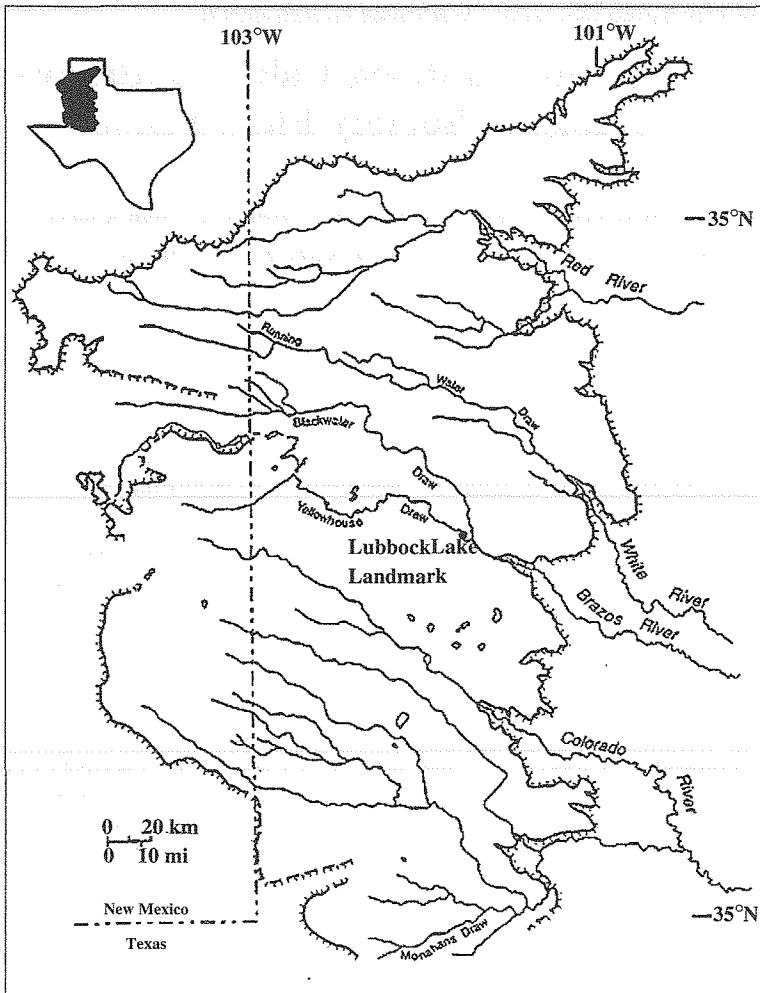 103°W
101°W
35°N
Red River
Running Water Draw
Blackwater Draw
Yellowhouse Draw
LubbockLake
Landmark
White River
Brazos River
Colorado River
0 20 km
0 10 mi
New Mexico
Texas
Monahans Draw
35°N